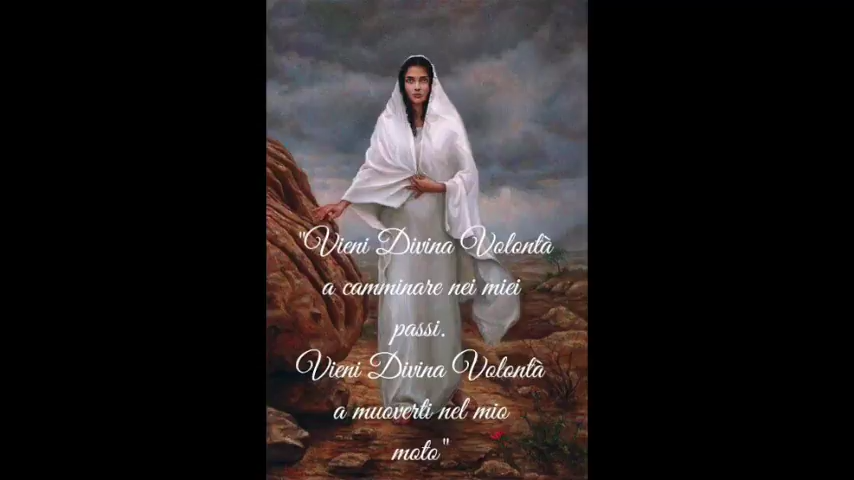 "Vieni Divina Volontà
a camminare nei miei
passi.
Vieni Divina Volontà
a muoverti nel mio
moto"